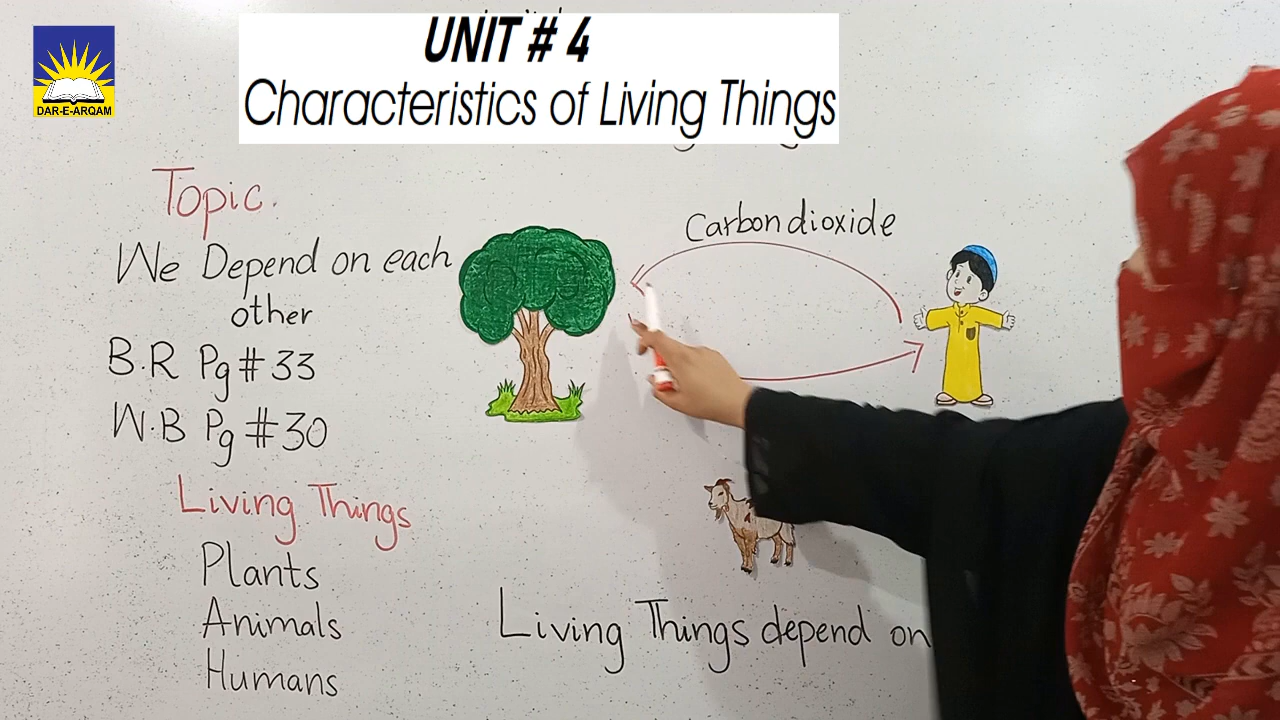 DAR-E-ARQAM
UNIT # 4
Characteristics of Living Things
Topic.
We Depend on each
other
B.R Pg # 33
W.B Pg # 30
Living Things
Plants
Animals
Humans
Carbondioxide
Living Things depend on